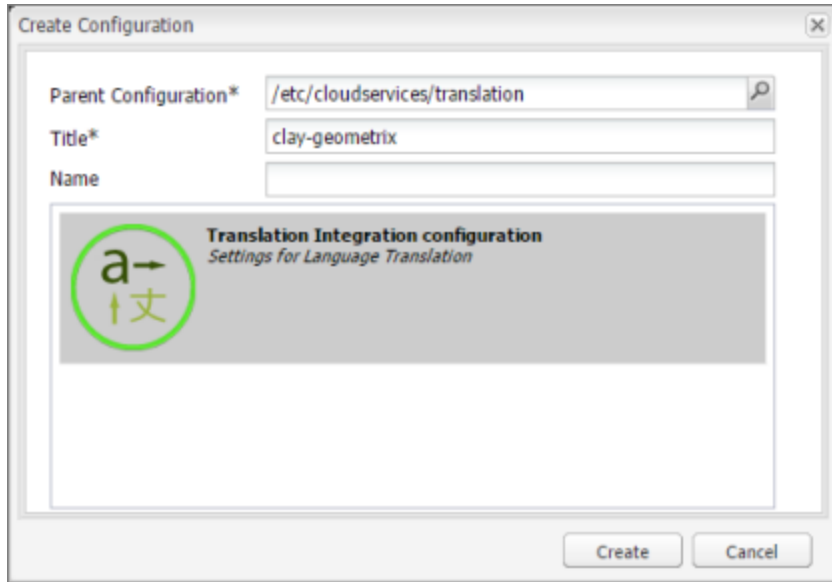 Create Configuration
Parent Configuration* /etc/cloudservices/translation
Title* clay-geometrix
Name
Translation Integration configuration
Settings for Language Translation
a
丈
Create Cancel